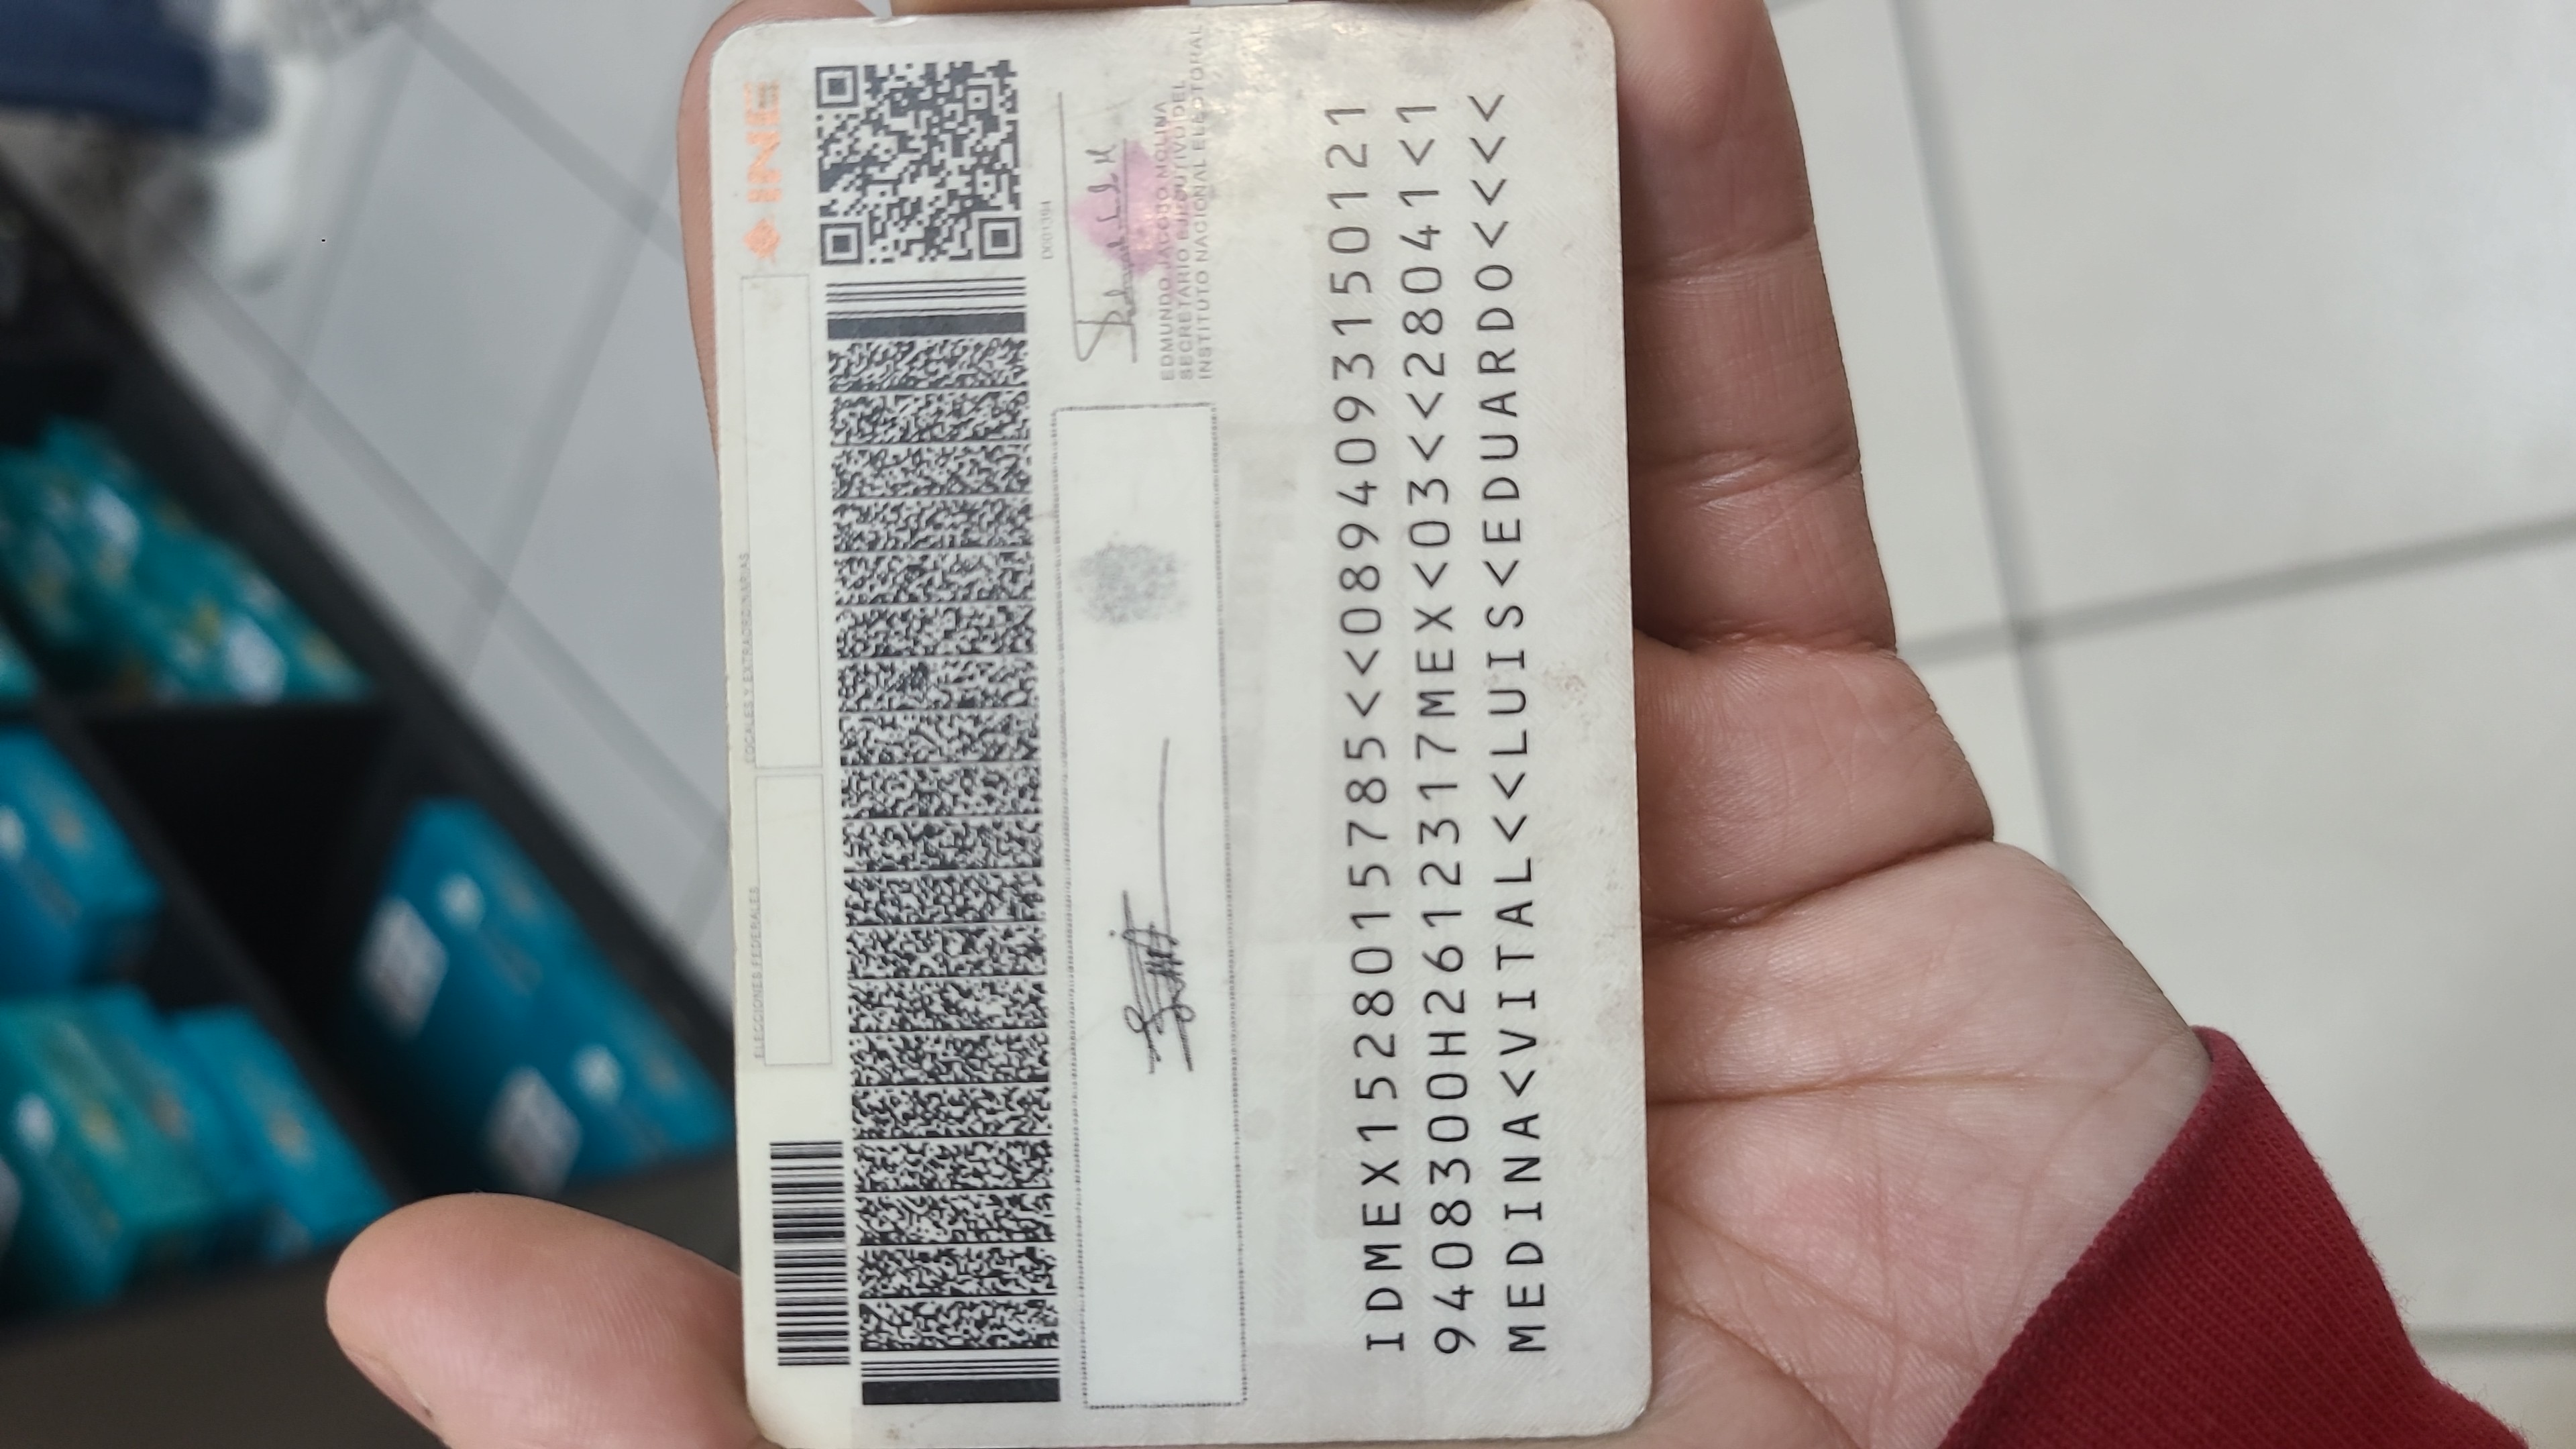 INE
ELECCIONES FEDERALES
LOCALES Y EXTRAORDINARIAS
D001394
EDMUNDO JACOBO MOLINA
SECRETARIO EJECUTIVO DEL
INSTITUTO NACIONAL ELECTORAL
IDMEX1528015785<<0894093150121
9408300H2612317MEX<03<<28041<1
MEDINA<VITAL<<LUIS<EDUARDO<<<<